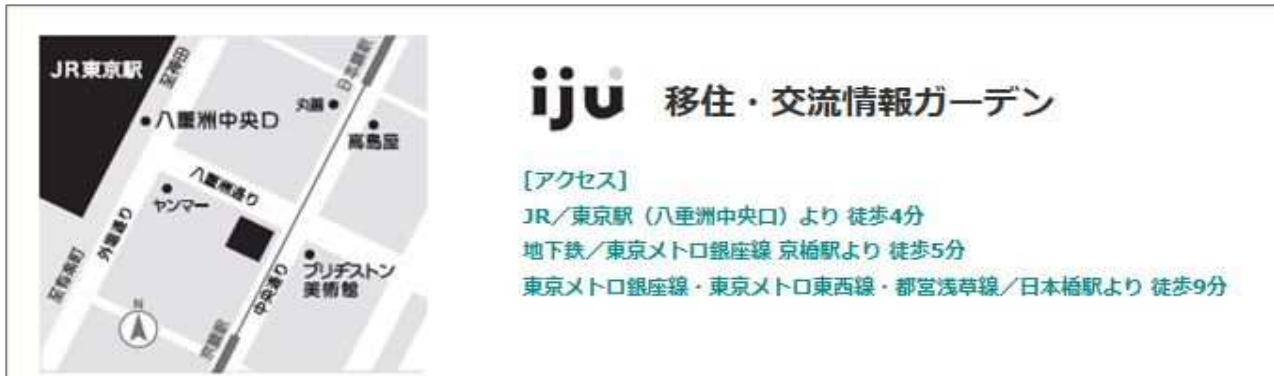 JR東京駅
至神田
八重洲中央口
丸善
日本橋駅
高島屋
八重洲通り
ヤンマー
外堀通り
至有楽町
N
中央通り
ブリヂストン
美術館
京橋駅
iju 移住・交流情報ガーデン
[アクセス]
JR／東京駅（八重洲中央口）より 徒歩4分
地下鉄／東京メトロ銀座線 京橋駅より 徒歩5分
東京メトロ銀座線・東京メトロ東西線・都営浅草線／日本橋駅より 徒歩9分